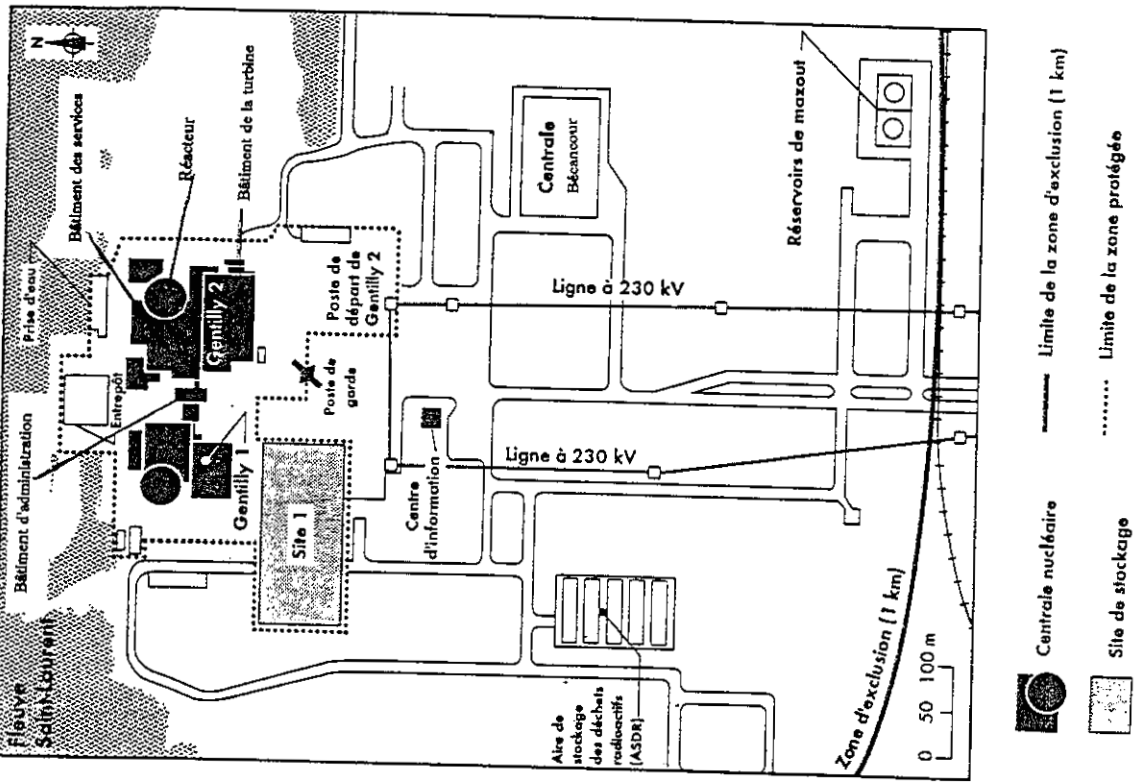 Fleuve
Saint-Laurent
N
Bâtiment d'administration
Prise d'eau
Bâtiment des services
Réacteur
Bâtiment de la turbine
Entrepôt
Gentilly 1
Gentilly 2
Poste de
départ de
Gentilly 2
Poste de
garde
Site 1
Centre
d'information
Ligne à 230 kV
Ligne à 230 kV
Centrale
Bécancour
Réservoirs de mazout
Aire de
stockage
des déchets
radioactifs
(ASDR)
Zone d'exclusion (1 km)
0 50 100 m
Centrale nucléaire
Site de stockage
Limite de la zone d'exclusion (1 km)
Limite de la zone protégée